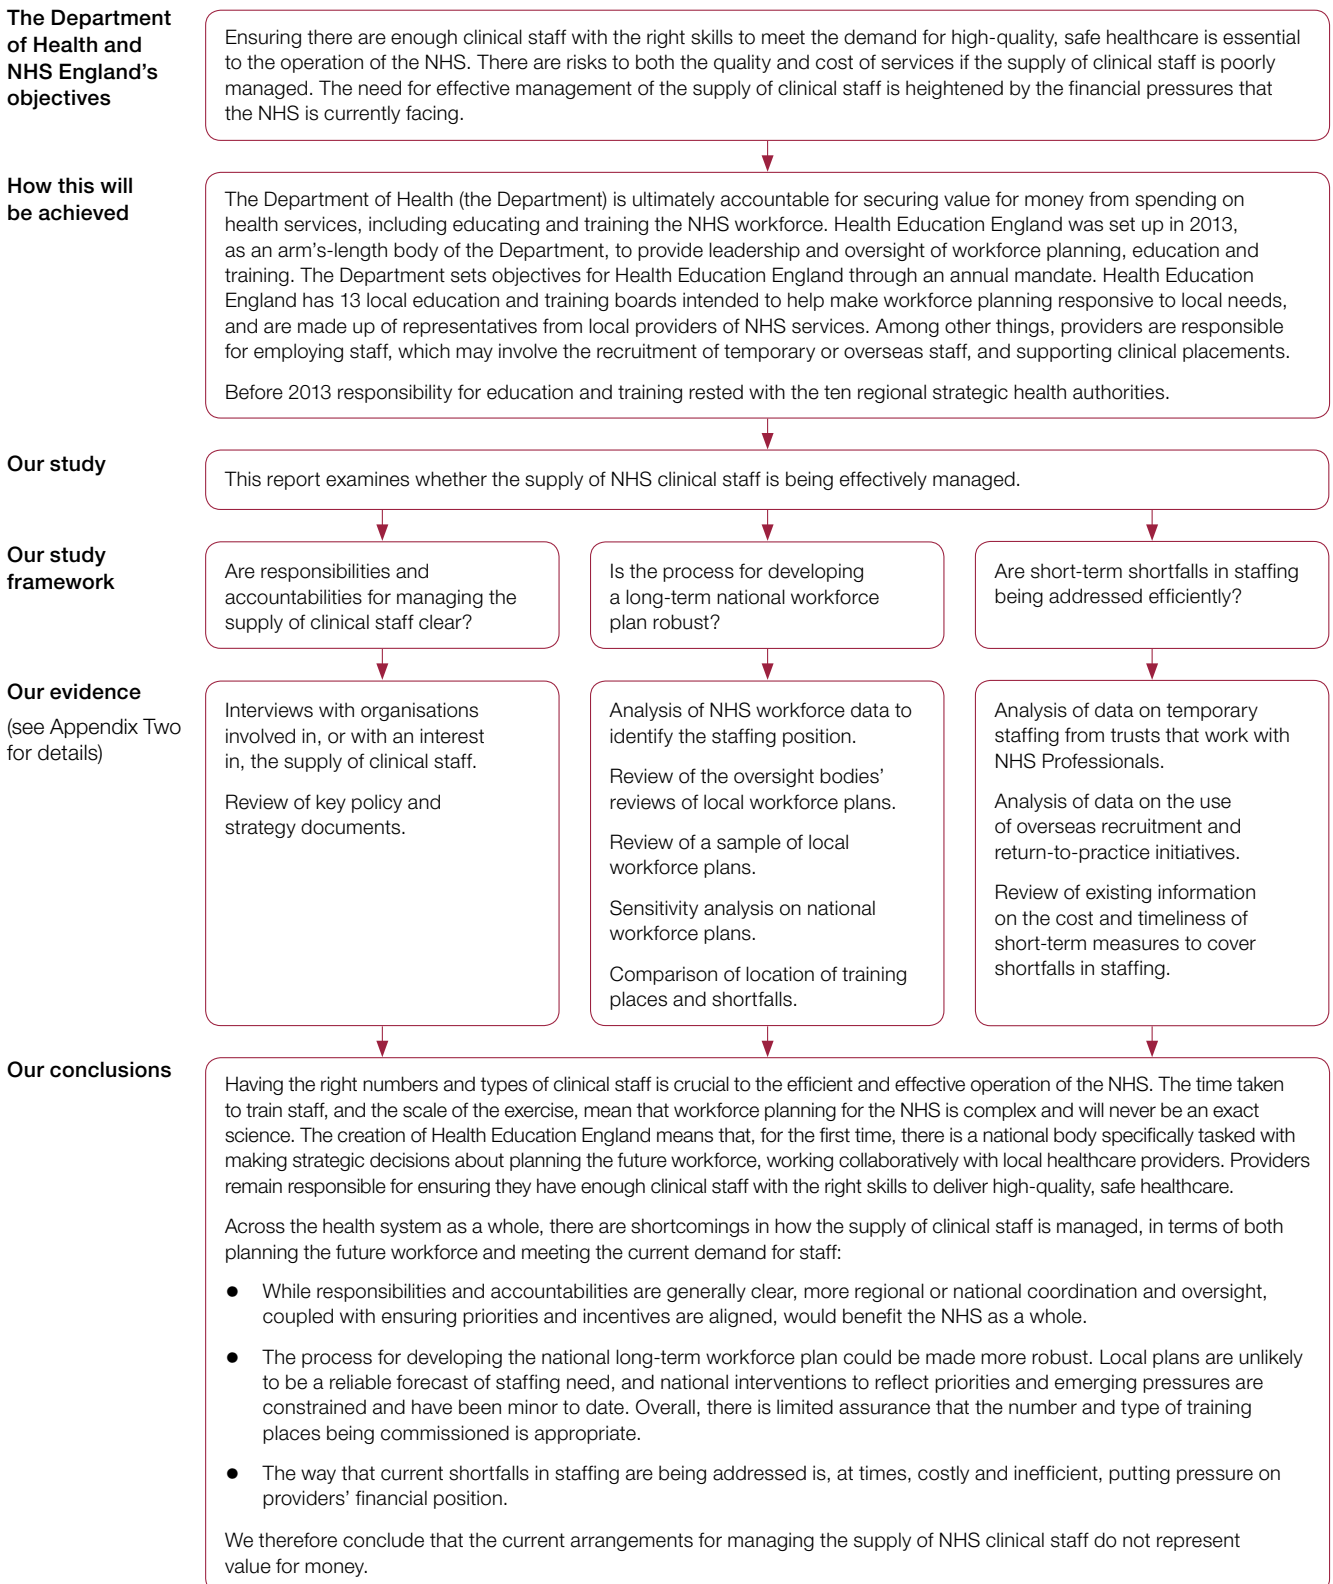 The Department
of Health and
NHS England's
objectives
Ensuring there are enough clinical staff with the right skills to meet the demand for high-quality, safe healthcare is essential
to the operation of the NHS. There are risks to both the quality and cost of services if the supply of clinical staff is poorly
managed. The need for effective management of the supply of clinical staff is heightened by the financial pressures that
the NHS is currently facing.
How this will
be achieved
The Department of Health (the Department) is ultimately accountable for securing value for money from spending on
health services, including educating and training the NHS workforce. Health Education England was set up in 2013,
as an arm's-length body of the Department, to provide leadership and oversight of workforce planning, education and
training. The Department sets objectives for Health Education England through an annual mandate. Health Education
England has 13 local education and training boards intended to help make workforce planning responsive to local needs,
and are made up of representatives from local providers of NHS services. Among other things, providers are responsible
for employing staff, which may involve the recruitment of temporary or overseas staff, and supporting clinical placements.
Before 2013 responsibility for education and training rested with the ten regional strategic health authorities.
Our study
This report examines whether the supply of NHS clinical staff is being effectively managed.
Our study
framework
Are responsibilities and
accountabilities for managing the
supply of clinical staff clear?
Is the process for developing
a long-term national workforce
plan robust?
Are short-term shortfalls in staffing
being addressed efficiently?
Our evidence
(see Appendix Two
for details)
Interviews with organisations
involved in, or with an interest
in, the supply of clinical staff.
Review of key policy and
strategy documents.
Analysis of NHS workforce data to
identify the staffing position.
Review of the oversight bodies'
reviews of local workforce plans.
Review of a sample of local
workforce plans.
Sensitivity analysis on national
workforce plans.
Comparison of location of training
places and shortfalls.
Analysis of data on temporary
staffing from trusts that work with
NHS Professionals.
Analysis of data on the use
of overseas recruitment and
return-to-practice initiatives.
Review of existing information
on the cost and timeliness of
short-term measures to cover
shortfalls in staffing.
Our conclusions
Having the right numbers and types of clinical staff is crucial to the efficient and effective operation of the NHS. The time taken
to train staff, and the scale of the exercise, mean that workforce planning for the NHS is complex and will never be an exact
science. The creation of Health Education England means that, for the first time, there is a national body specifically tasked with
making strategic decisions about planning the future workforce, working collaboratively with local healthcare providers. Providers
remain responsible for ensuring they have enough clinical staff with the right skills to deliver high-quality, safe healthcare.
Across the health system as a whole, there are shortcomings in how the supply of clinical staff is managed, in terms of both
planning the future workforce and meeting the current demand for staff:
● While responsibilities and accountabilities are generally clear, more regional or national coordination and oversight,
coupled with ensuring priorities and incentives are aligned, would benefit the NHS as a whole.
● The process for developing the national long-term workforce plan could be made more robust. Local plans are unlikely
to be a reliable forecast of staffing need, and national interventions to reflect priorities and emerging pressures are
constrained and have been minor to date. Overall, there is limited assurance that the number and type of training
places being commissioned is appropriate.
● The way that current shortfalls in staffing are being addressed is, at times, costly and inefficient, putting pressure on
providers' financial position.
We therefore conclude that the current arrangements for managing the supply of NHS clinical staff do not represent
value for money.